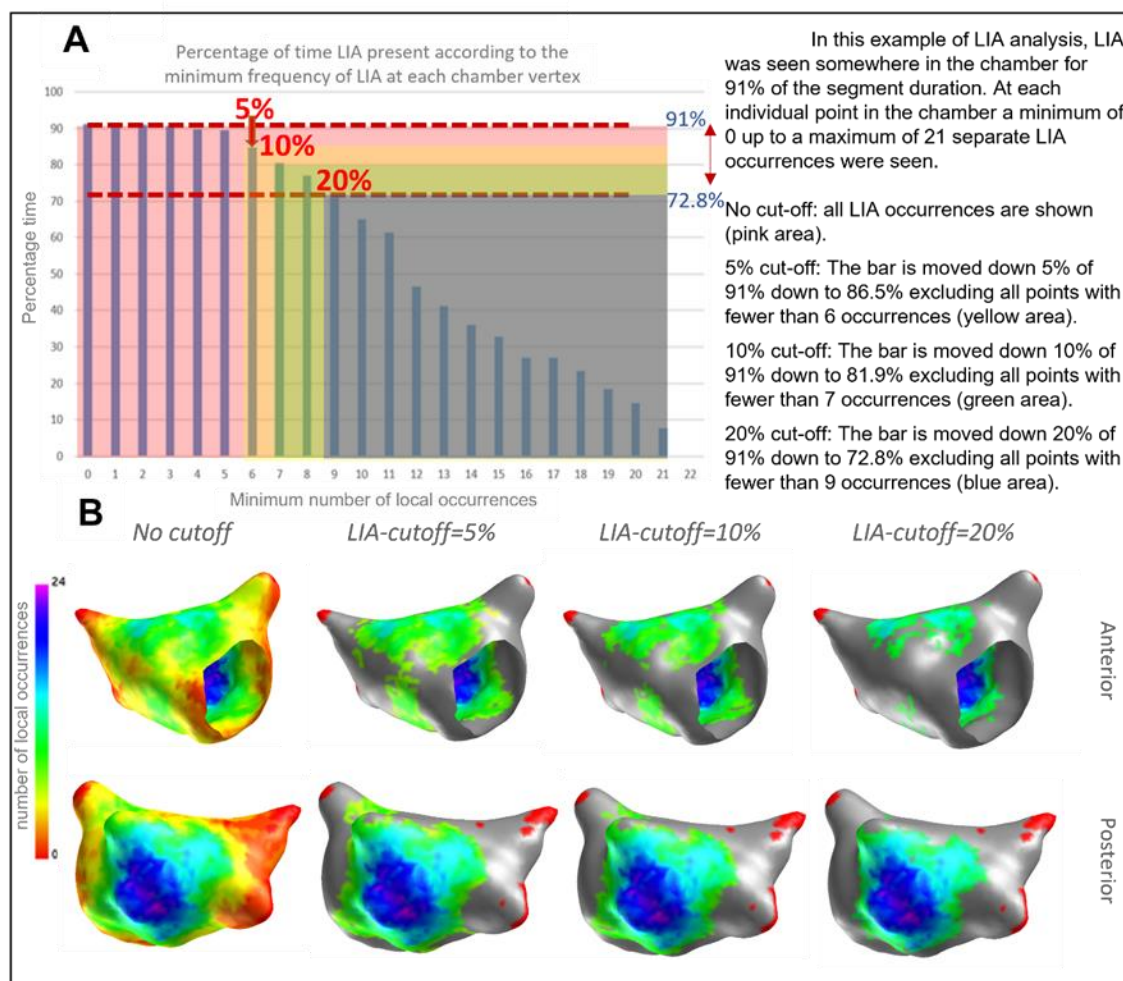 A
Percentage of time LIA present according to the
minimum frequency of LIA at each chamber vertex
Percentage time
100
90
80
70
60
50
40
30
20
10
0
5%
10%
20%
91%
72.8%
0 1 2 3 4 5 6 7 8 9 10 11 12 13 14 15 16 17 18 19 20 21 22
Minimum number of local occurrences
In this example of LIA analysis, LIA
was seen somewhere in the chamber for
91% of the segment duration. At each
individual point in the chamber a minimum of
0 up to a maximum of 21 separate LIA
occurrences were seen.
No cut-off: all LIA occurrences are shown
(pink area).
5% cut-off: The bar is moved down 5% of
91% down to 86.5% excluding all points with
fewer than 6 occurrences (yellow area).
10% cut-off: The bar is moved down 10% of
91% down to 81.9% excluding all points with
fewer than 7 occurrences (green area).
20% cut-off: The bar is moved down 20% of
91% down to 72.8% excluding all points with
fewer than 9 occurrences (blue area).
B
No cutoff LIA-cutoff=5% LIA-cutoff=10% LIA-cutoff=20%
number of local occurrences
24
0
Anterior
Posterior